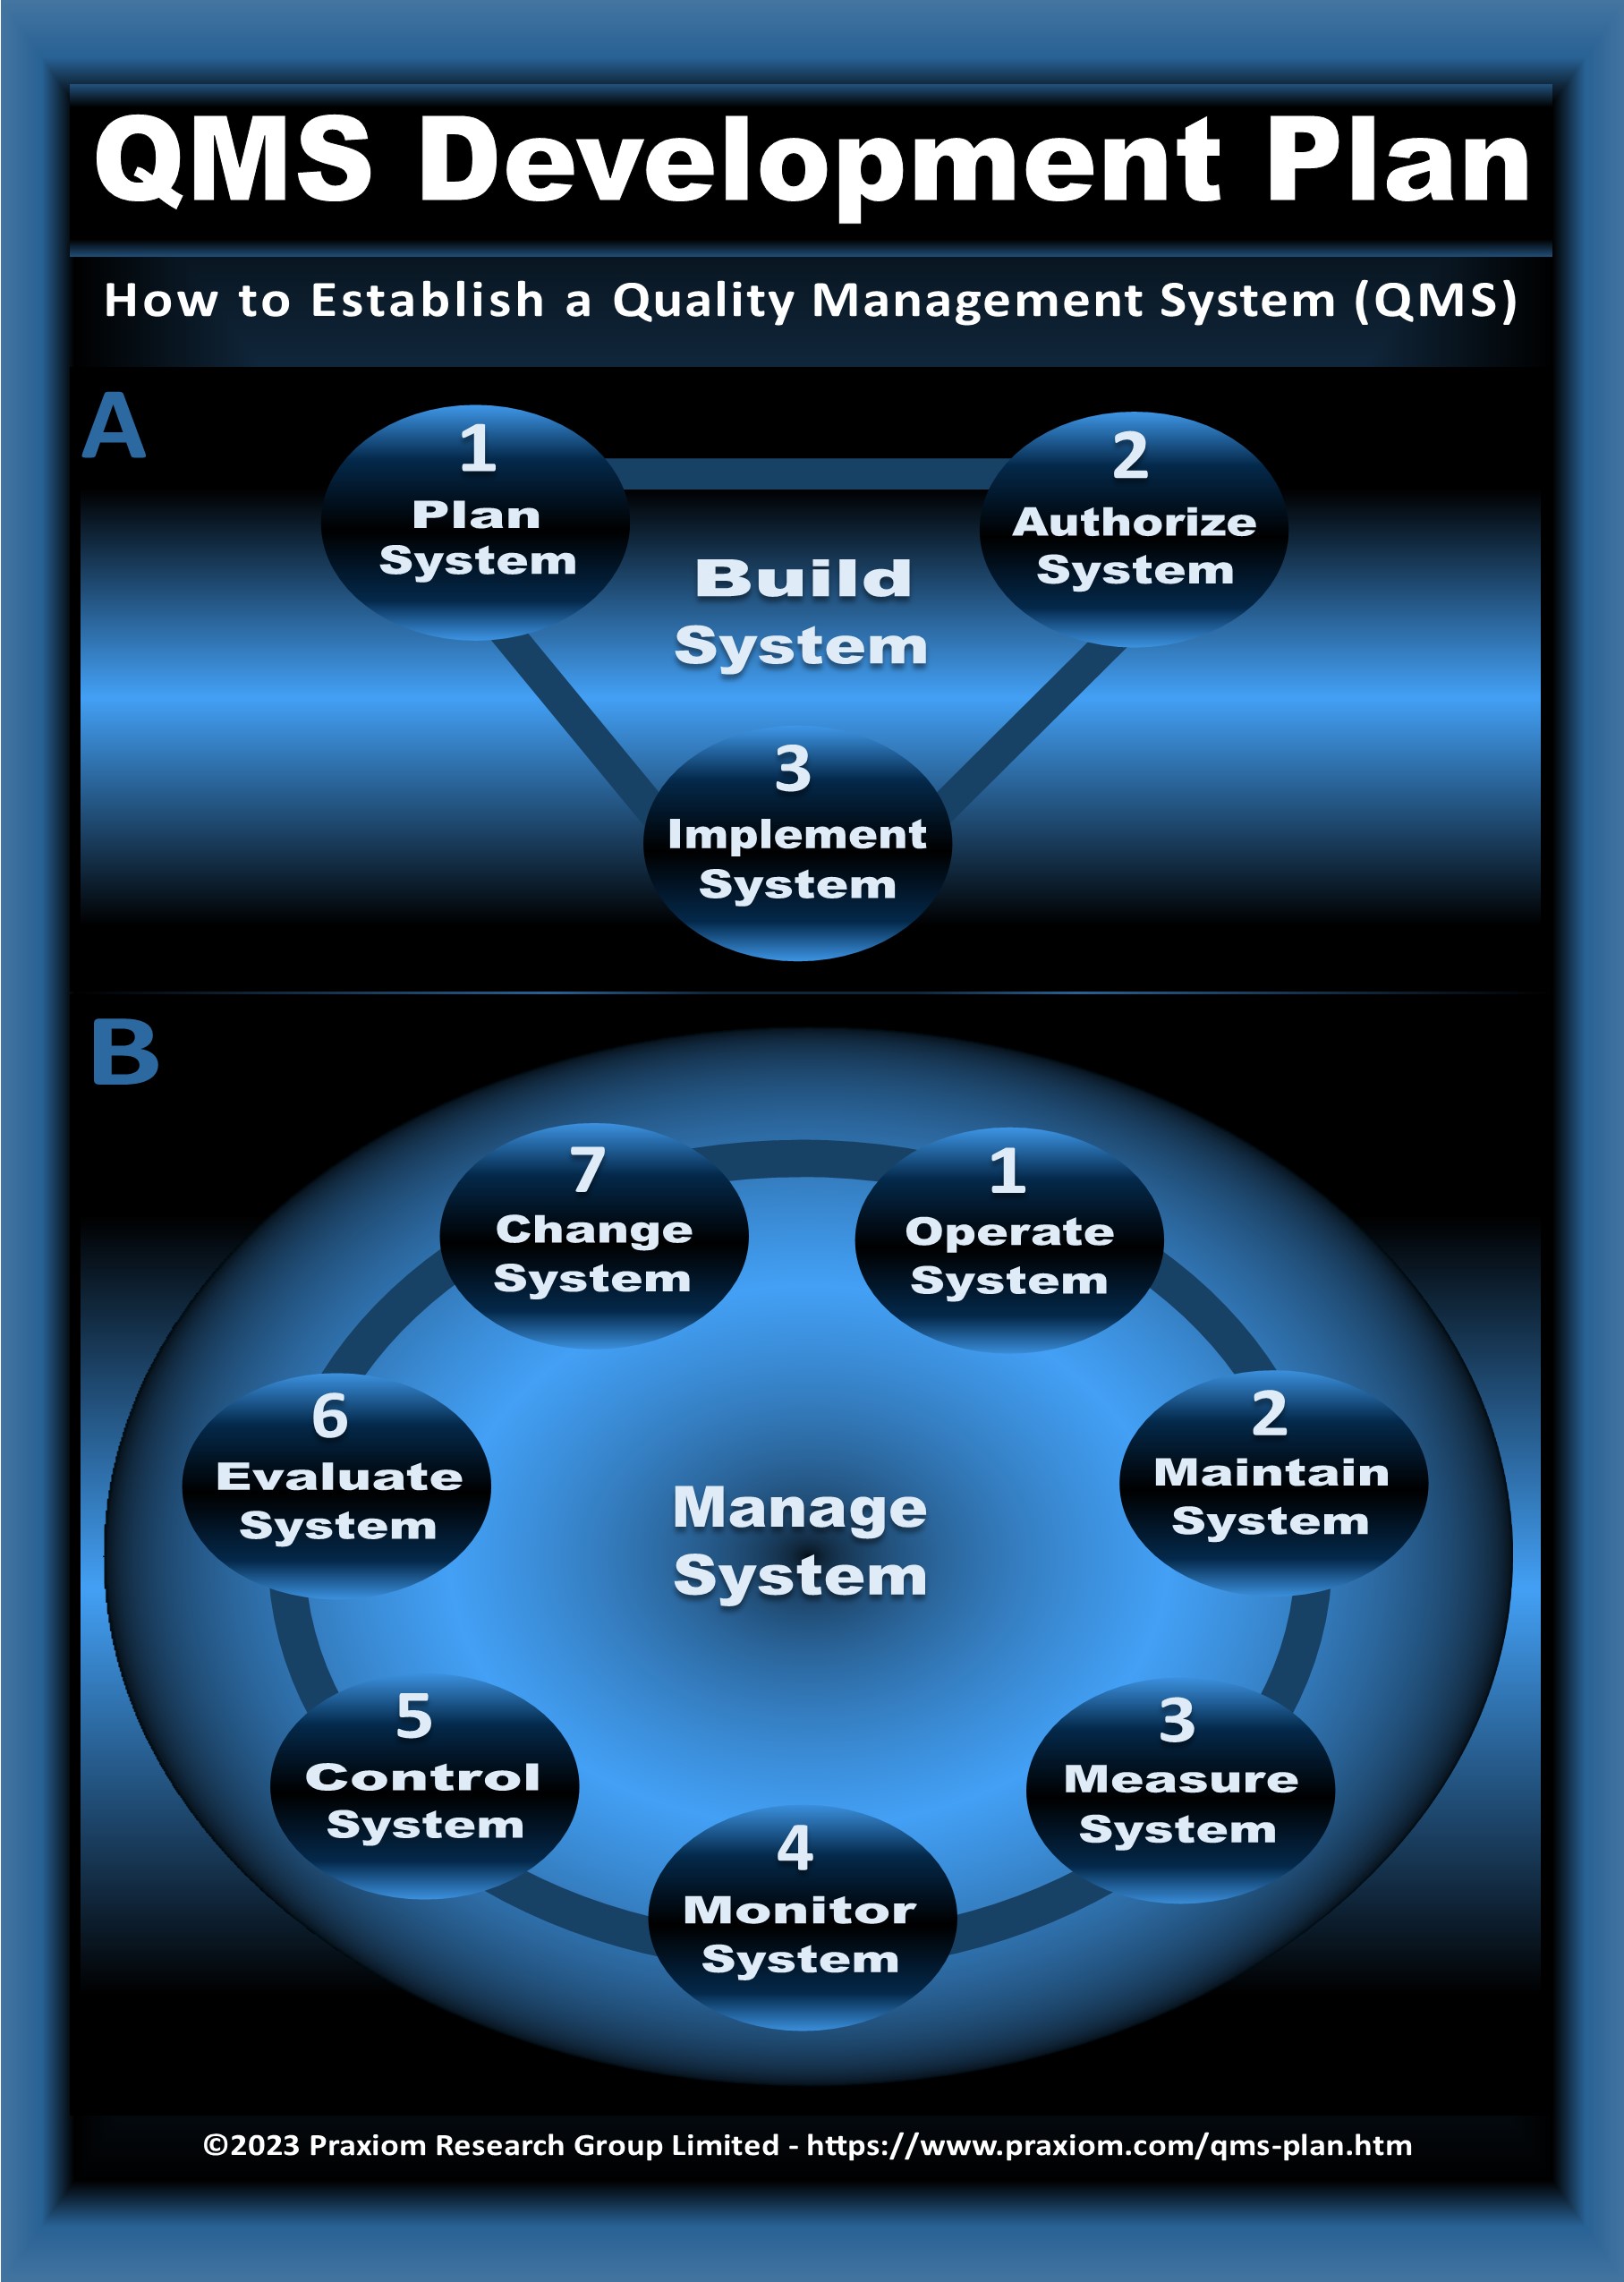 QMS Development Plan
How to Establish a Quality Management System (QMS)
A
1
Plan
System
2
Authorize
System
Build
System
3
Implement
System
B
7
Change
System
1
Operate
System
6
Evaluate
System
2
Maintain
System
Manage
System
5
Control
System
3
Measure
System
4
Monitor
System
©2023 Praxiom Research Group Limited - https://www.praxiom.com/qms-plan.htm